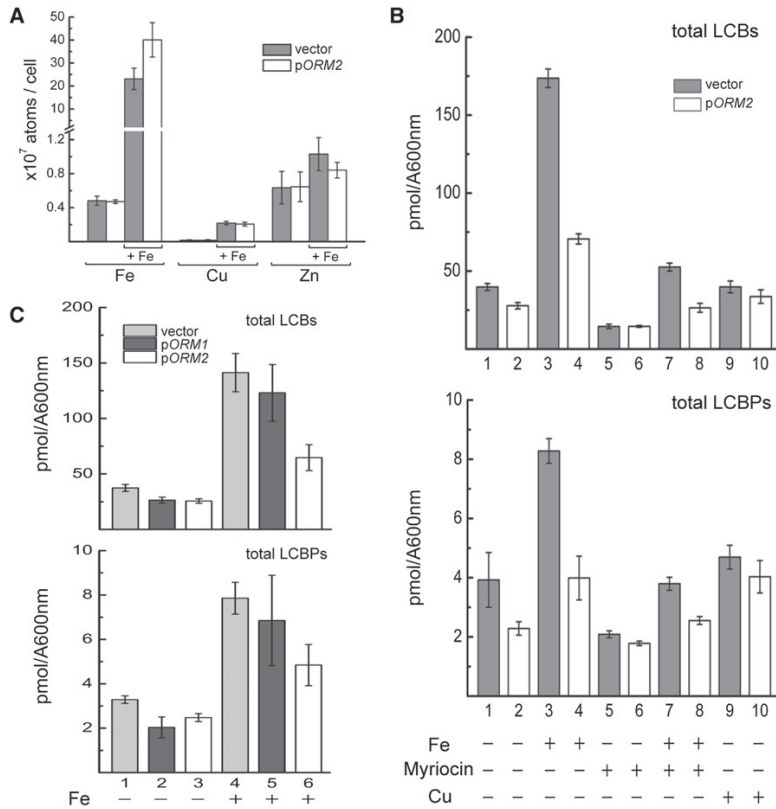 A
50
40
30
20
10
1.2
0.8
0.4
x10⁷ atoms / cell
vector
pORM2
+ Fe
+ Fe
+ Fe
Fe
Cu
Zn
B
total LCBs
200
150
100
50
pmol/A600nm
vector
pORM2
1 2 3 4 5 6 7 8 9 10
total LCBPs
10
8
6
4
2
pmol/A600nm
1 2 3 4 5 6 7 8 9 10
Fe – – + + – – + + – –
Myriocin – – – – + + + + – –
Cu – – – – – – – – + +
C
total LCBs
200
150
100
50
pmol/A600nm
vector
pORM1
pORM2
total LCBPs
10
8
6
4
2
pmol/A600nm
1 2 3 4 5 6
Fe – – – + + +